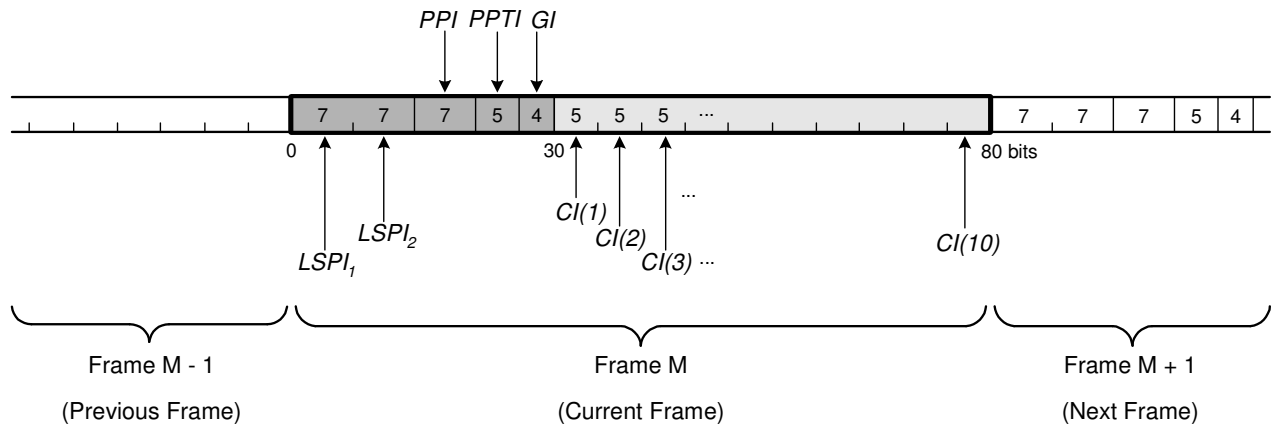 PPI PPTI GI
7 7 7 5 4 5 5 5 ... 7 7 7 5 4
0 30 80 bits
...
CI(1)
LSPI₂ CI(2) CI(10)
LSPI₁ CI(3) ...
Frame M - 1 Frame M Frame M + 1
(Previous Frame) (Current Frame) (Next Frame)